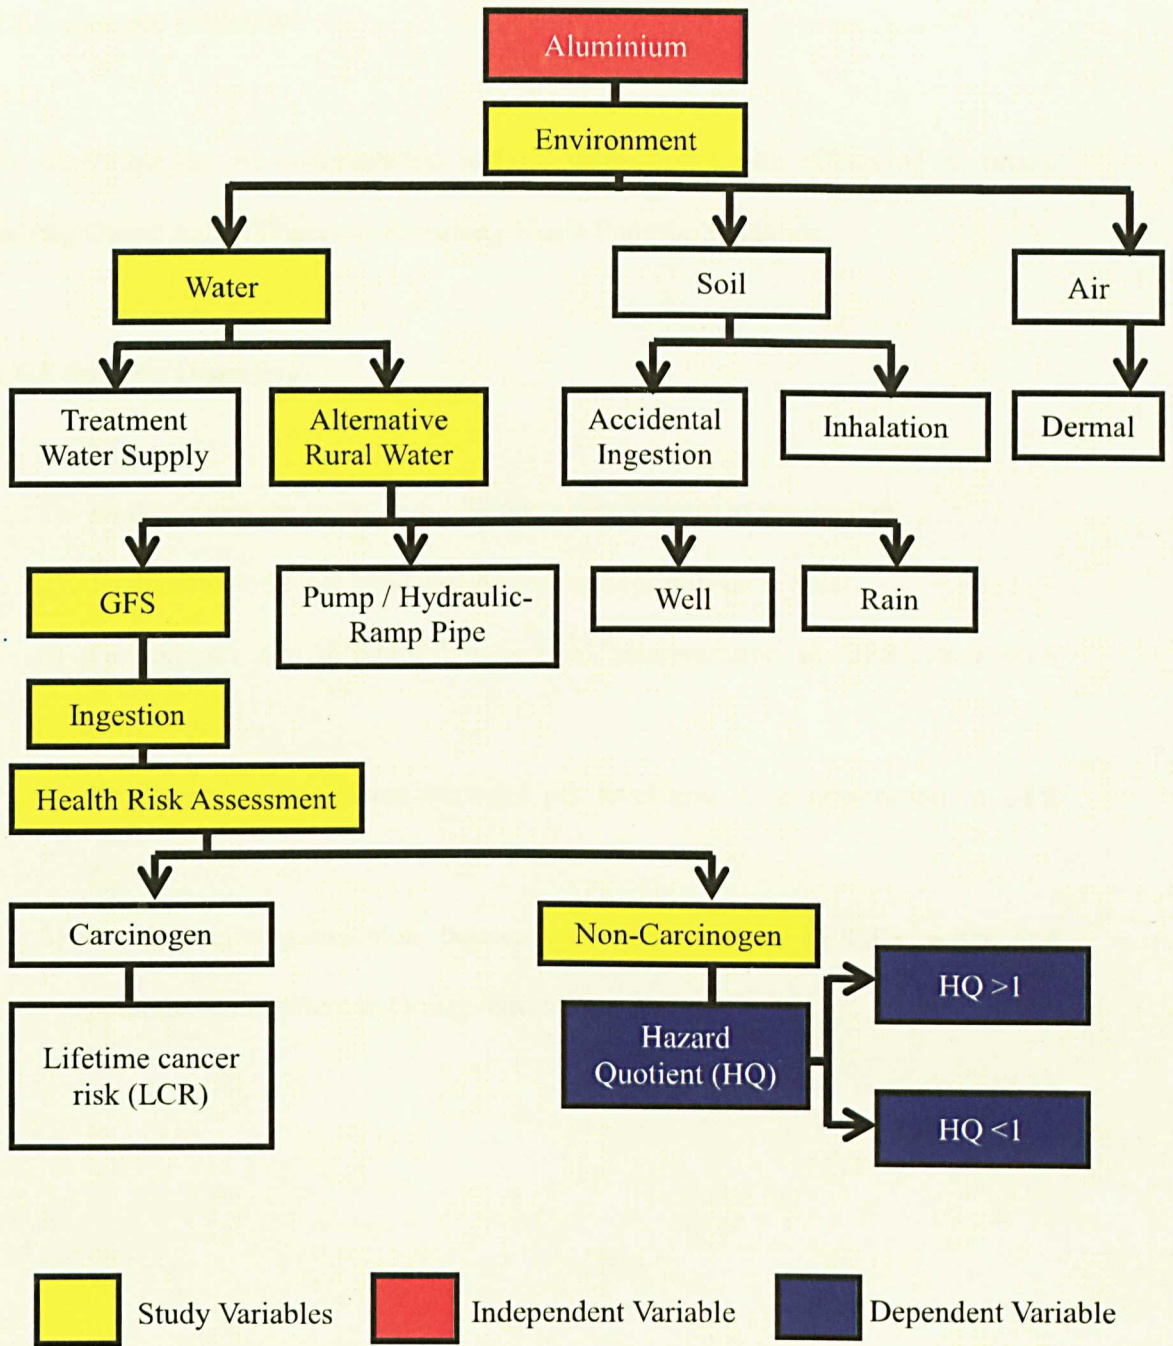 Aluminium
Environment
Water
Soil
Air
Treatment
Water Supply
Alternative
Rural Water
Accidental
Ingestion
Inhalation
Dermal
GFS
Pump / Hydraulic-
Ramp Pipe
Well
Rain
Ingestion
Health Risk Assessment
Carcinogen
Non-Carcinogen
Lifetime cancer
risk (LCR)
Hazard
Quotient (HQ)
HQ >1
HQ <1
Study Variables
Independent Variable
Dependent Variable